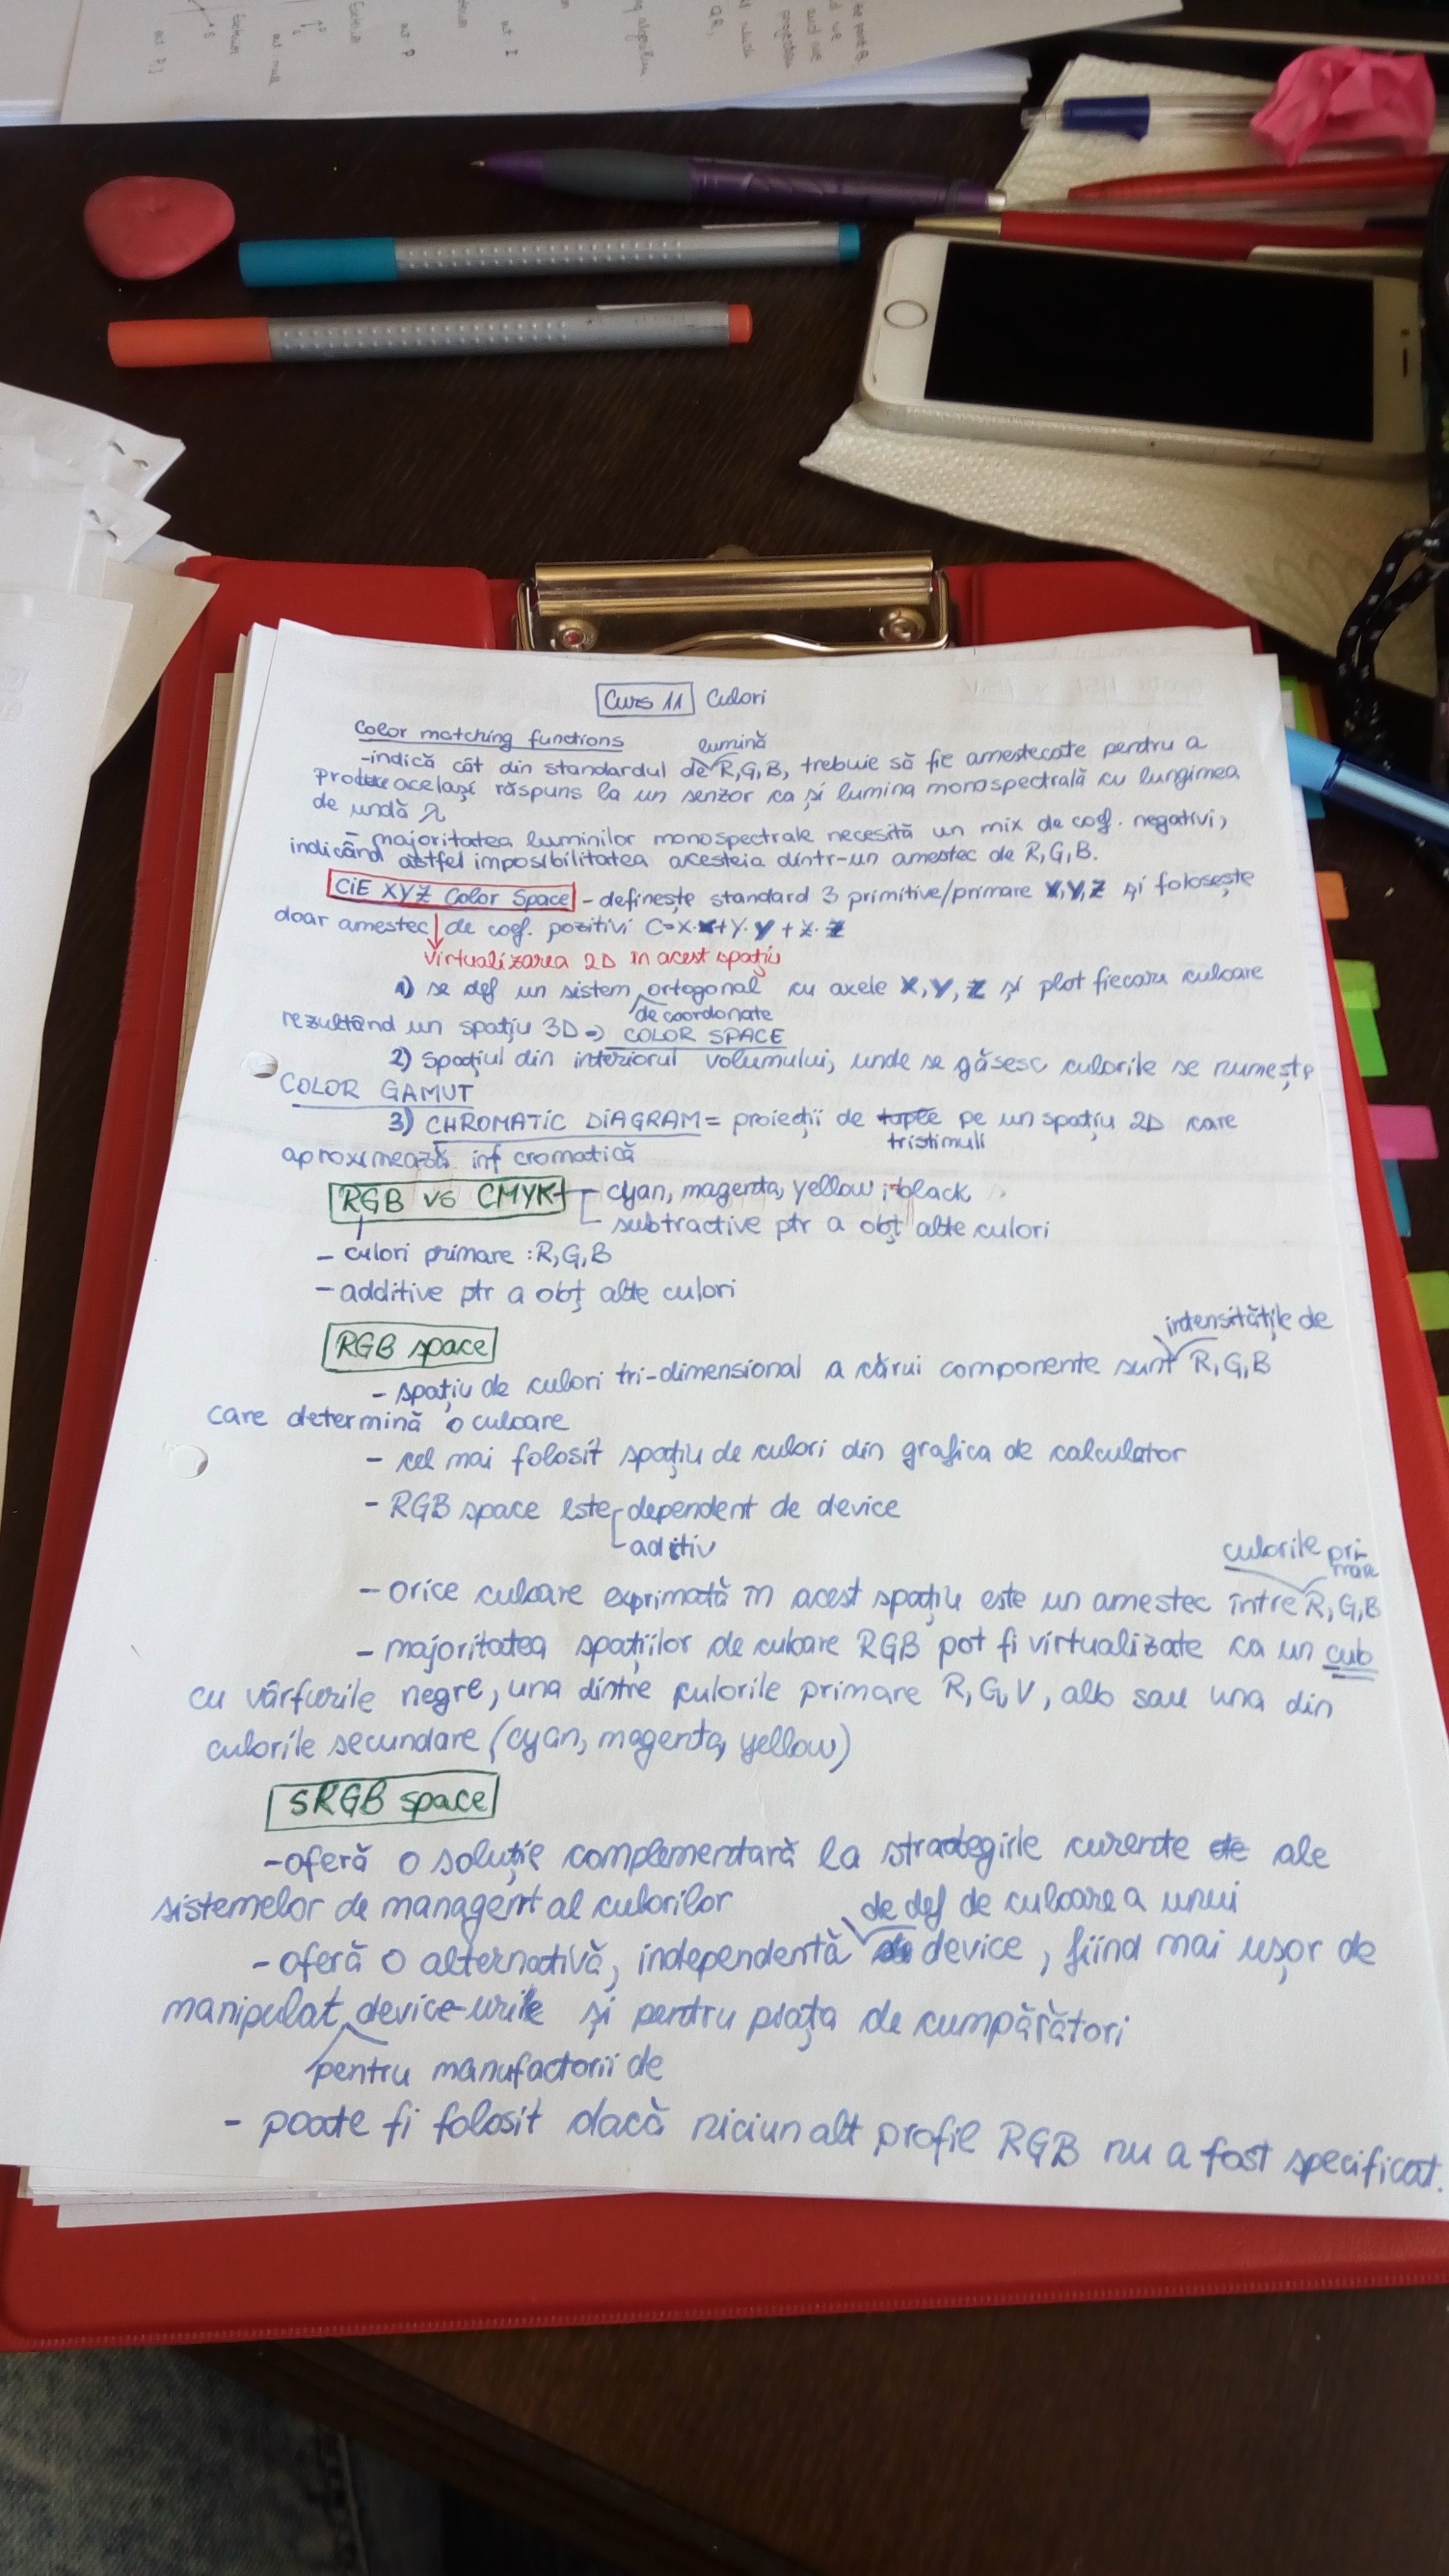 Curs 11 Culori
Color matching functions
lumină
-indică cât din standardul de R,G,B, trebuie să fie amestecate pentru a
produce același răspuns la un senzor ca și lumina monospectrală cu lungimea
de undă λ
- majoritatea luminilor monospectrale necesită un mix de coef. negativi,
indicând astfel imposibilitatea acesteia dintr-un amestec de R,G,B.
CiE XYZ Color Space - definește standard 3 primitive/primare X,Y,Z și folosește
doar amestec de coef. pozitivi C=X·X+Y·Y+Z·Z
Virtualizarea 2D în acest spațiu
1) se def un sistem ortogonal cu axele X,Y,Z și plot fiecare culoare
de coordonate
rezultând un spațiu 3D => COLOR SPACE
2) Spațiul din interiorul volumului, unde se găsesc culorile se numește
COLOR GAMUT
3) CHROMATiC DiAGRAM = proiecții de pe un spațiu 2D care
tristimuli
aproximează inf cromatică
RGB vs CMYK - cyan, magenta, yellow, black
- subtractive ptr a obț alte culori
- culori primare : R,G,B
- additive ptr a obț alte culori
RGB space
intensitățile de
- spațiu de culori tri-dimensional a cărui componente sunt R,G,B
care determină o culoare
- cel mai folosit spațiu de culori din grafica de calculator
- RGB space este dependent de device
aditiv
culorile primare
- orice culoare exprimată în acest spațiu este un amestec între R,G,B
- majoritatea spațiilor de culoare RGB pot fi virtualizate ca un cub
cu vârfurile negre, una dintre culorile primare R,G,V, alb sau una din
culorile secundare (cyan, magenta, yellow)
sRGB space
-oferă o soluție complementară la strategiile curente ale
sistemelor de managent al culorilor
de def de culoare a unui
- oferă o alternativă, independentă device, fiind mai ușor de
manipulat device-urile și pentru piața de cumpărători
pentru manufactorii de
- poate fi folosit dacă niciun alt profil RGB nu a fost specificat.